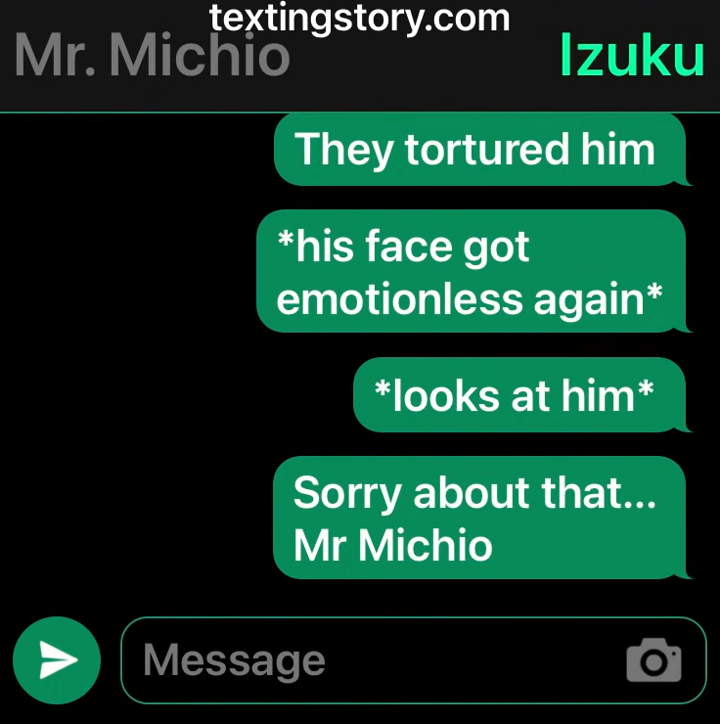 textingstory.com
Mr. Michio
Izuku
They tortured him
*his face got
emotionless again*
*looks at him*
Sorry about that...
Mr Michio
Message